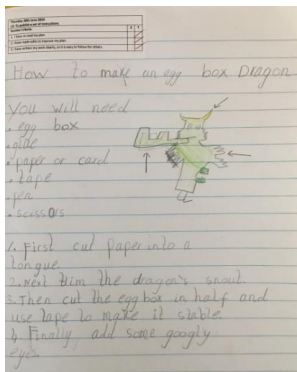 How to make an egg box Dragon
You will need
• egg box
• glue
• paper or card
• tape
• pen
• scissors
1. First cut paper into a
tongue.
2. Next trim the dragon's snout.
3. Then cut the egg box in half and
use tape to make it stable.
4. Finally add some googly
eyes.